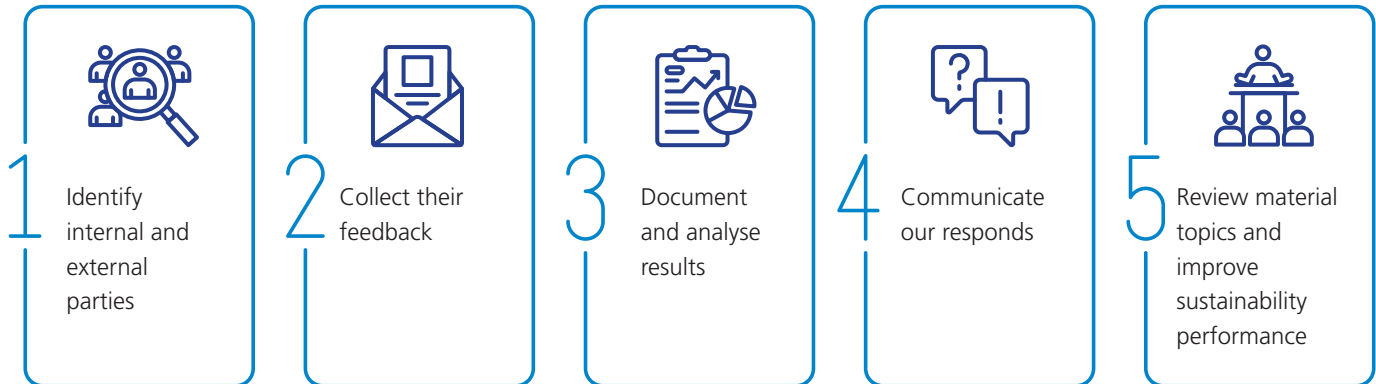 1
Identify
internal and
external
parties
2
Collect their
feedback
3
Document
and analyse
results
4
Communicate
our responds
5
Review material
topics and
improve
sustainability
performance